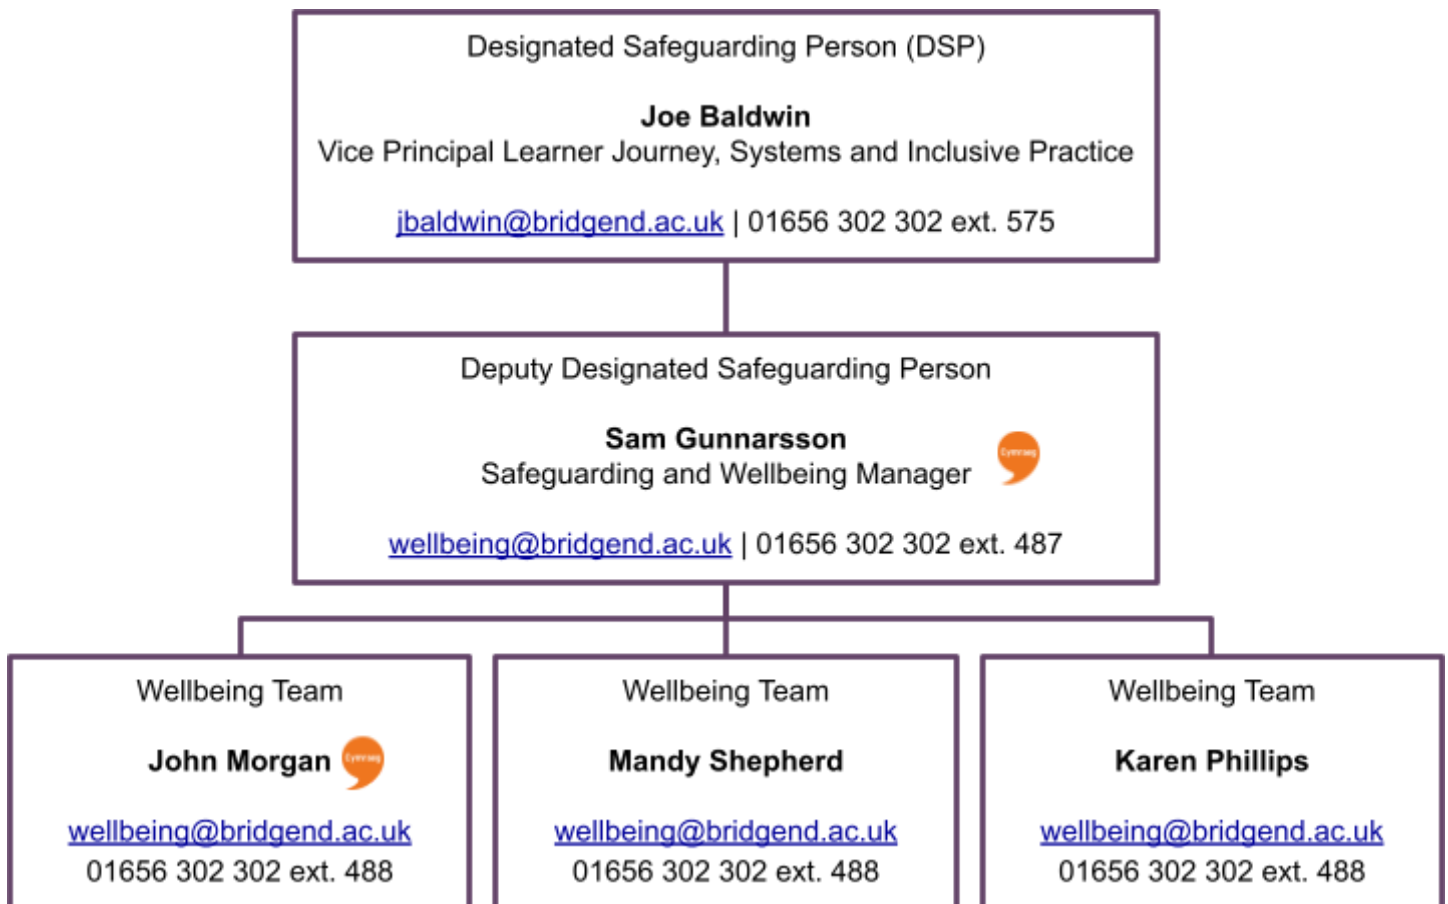 Designated Safeguarding Person (DSP)
Joe Baldwin
Vice Principal Learner Journey, Systems and Inclusive Practice
jbaldwin@bridgend.ac.uk | 01656 302 302 ext. 575
Deputy Designated Safeguarding Person
Sam Gunnarsson
Safeguarding and Wellbeing Manager
Cymraeg
wellbeing@bridgend.ac.uk | 01656 302 302 ext. 487
Wellbeing Team
John Morgan
Cymraeg
wellbeing@bridgend.ac.uk
01656 302 302 ext. 488
Wellbeing Team
Mandy Shepherd
wellbeing@bridgend.ac.uk
01656 302 302 ext. 488
Wellbeing Team
Karen Phillips
wellbeing@bridgend.ac.uk
01656 302 302 ext. 488